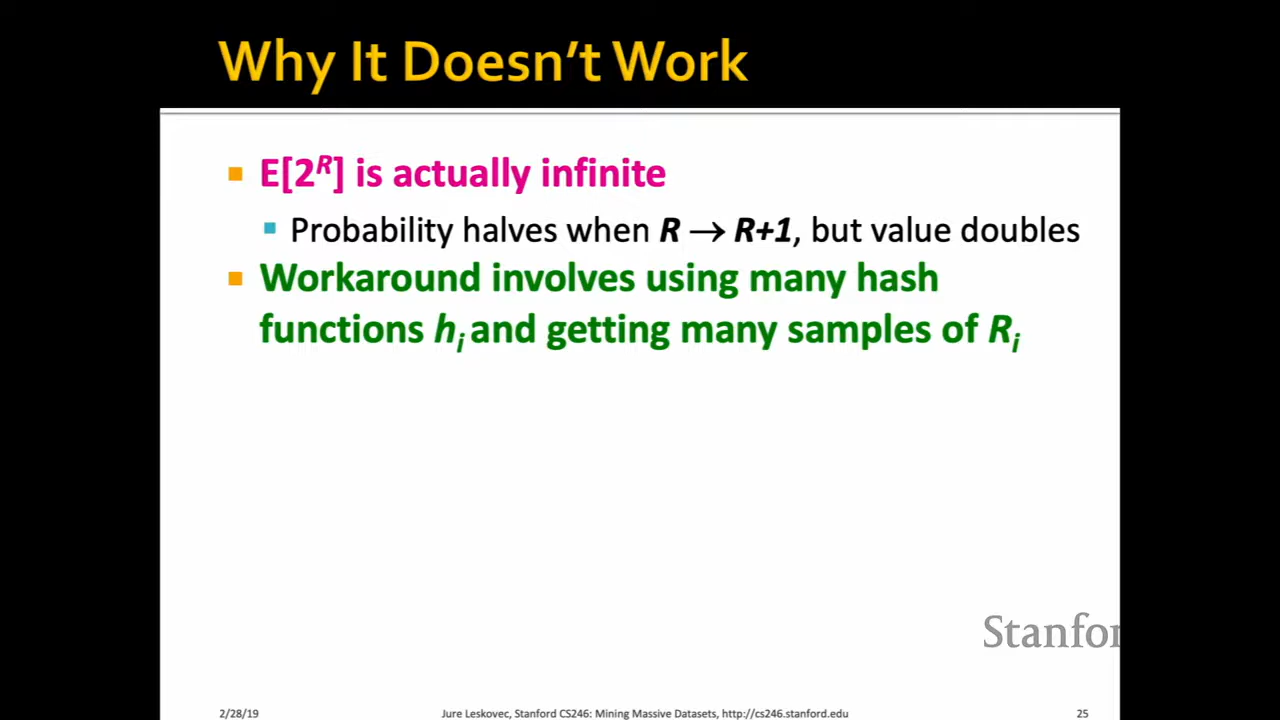 Why It Doesn't Work
E[2^R] is actually infinite
Probability halves when R → R+1, but value doubles
Workaround involves using many hash
functions h_i and getting many samples of R_i
Stanfor
2/28/19
Jure Leskovec, Stanford CS246: Mining Massive Datasets, http://cs246.stanford.edu
25